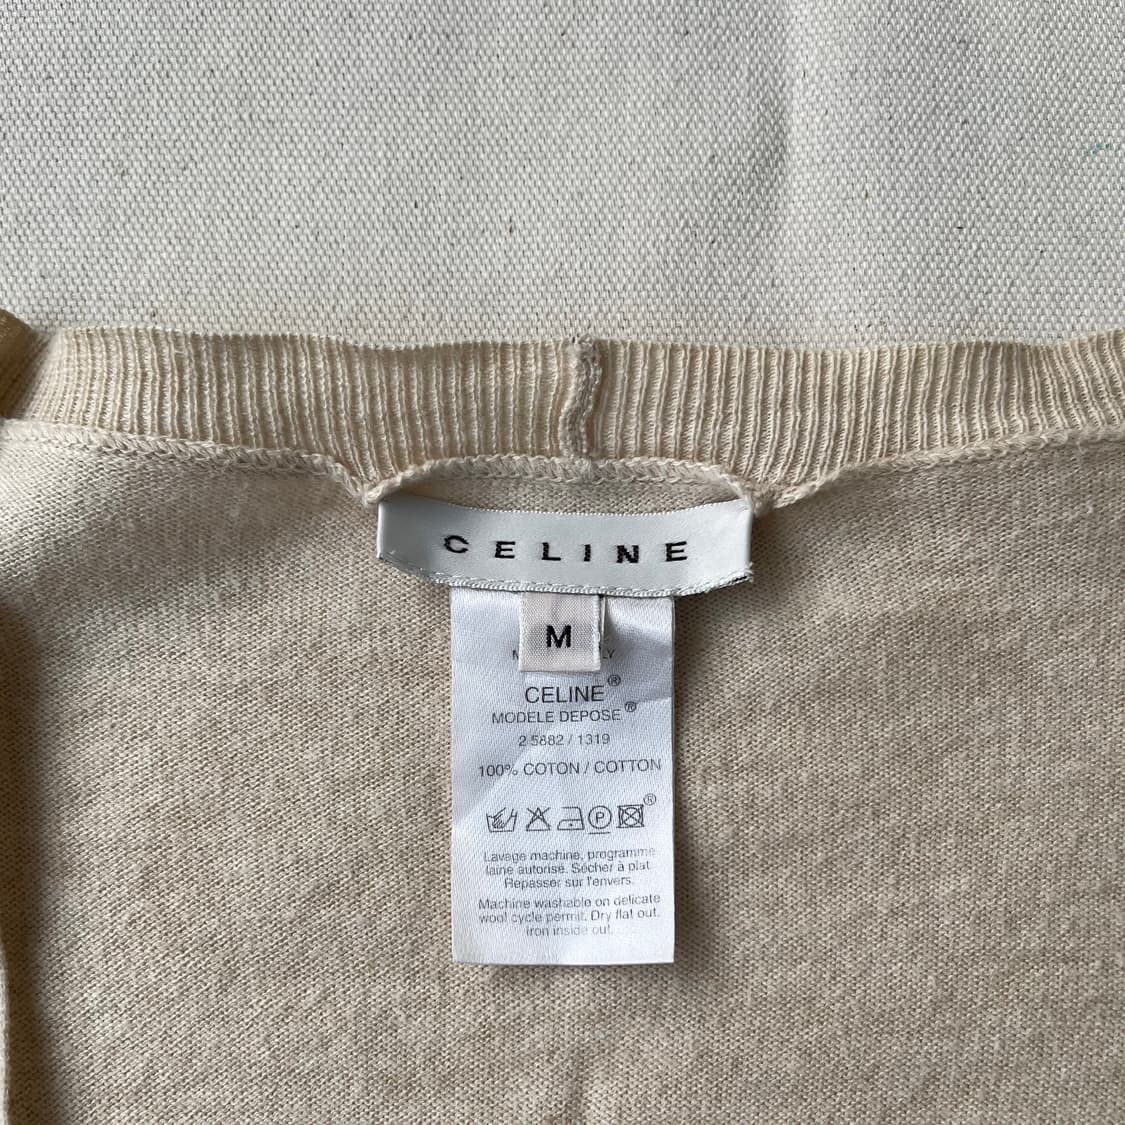 CELINE
M
CELINE®
MODELE DEPOSE®
2 5882 / 1319
100% COTON / COTTON
P
®
Lavage machine, programme
laine autorisé. Sécher à plat.
Repasser sur l'envers.
Machine washable on delicate
wool cycle permit. Dry flat out.
Iron inside out.